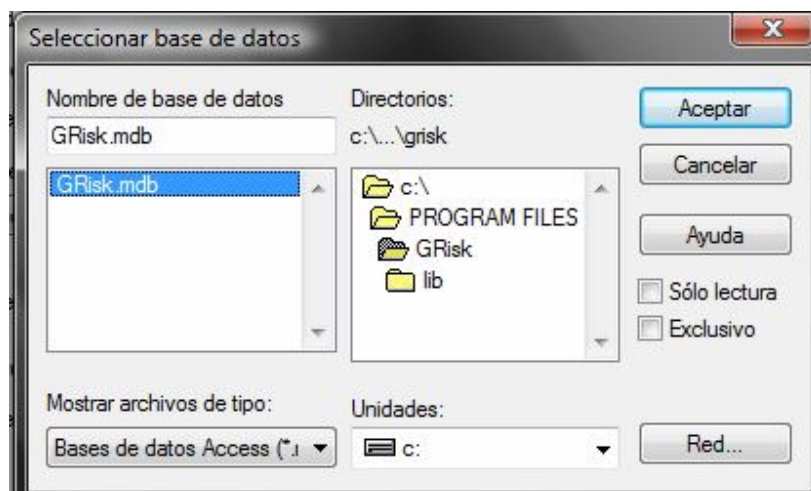 Seleccionar base de datos
Nombre de base de datos
GRisk.mdb
GRisk.mdb
Directorios:
c:\...\grisk
c:\
PROGRAM FILES
GRisk
lib
Aceptar
Cancelar
Ayuda
Sólo lectura
Exclusivo
Mostrar archivos de tipo:
Bases de datos Access (*.
Unidades:
c:
Red...